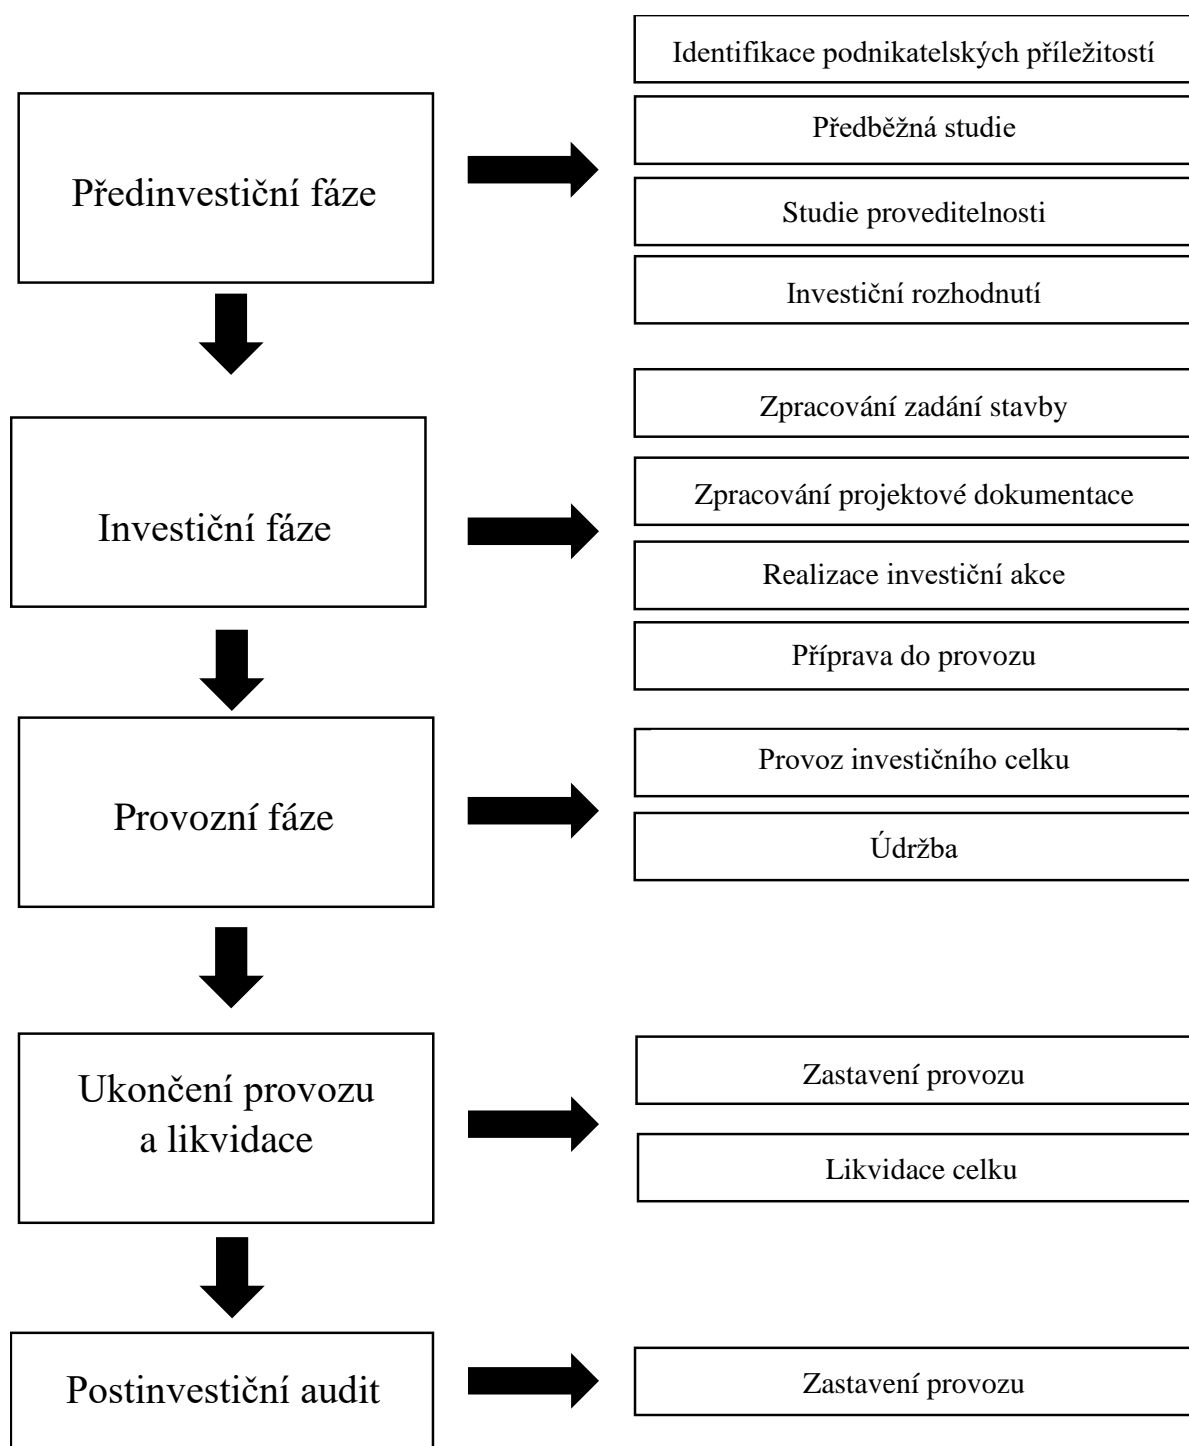 Předinvestiční fáze
Identifikace podnikatelských příležitostí
Předběžná studie
Studie proveditelnosti
Investiční rozhodnutí
Investiční fáze
Zpracování zadání stavby
Zpracování projektové dokumentace
Realizace investiční akce
Příprava do provozu
Provozní fáze
Provoz investičního celku
Údržba
Ukončení provozu
a likvidace
Zastavení provozu
Likvidace celku
Postinvestiční audit
Zastavení provozu